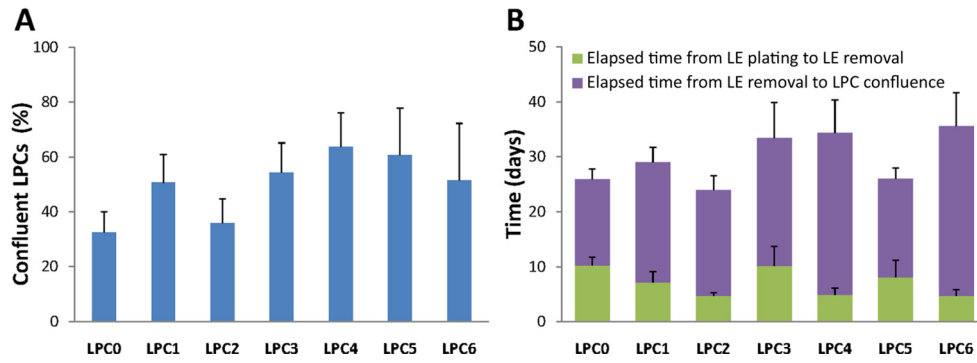 A
Confluent LPCs (%)
100
80
60
40
20
0
LPC0 LPC1 LPC2 LPC3 LPC4 LPC5 LPC6
B
Time (days)
50
40
30
20
10
0
Elapsed time from LE plating to LE removal
Elapsed time from LE removal to LPC confluence
LPC0 LPC1 LPC2 LPC3 LPC4 LPC5 LPC6